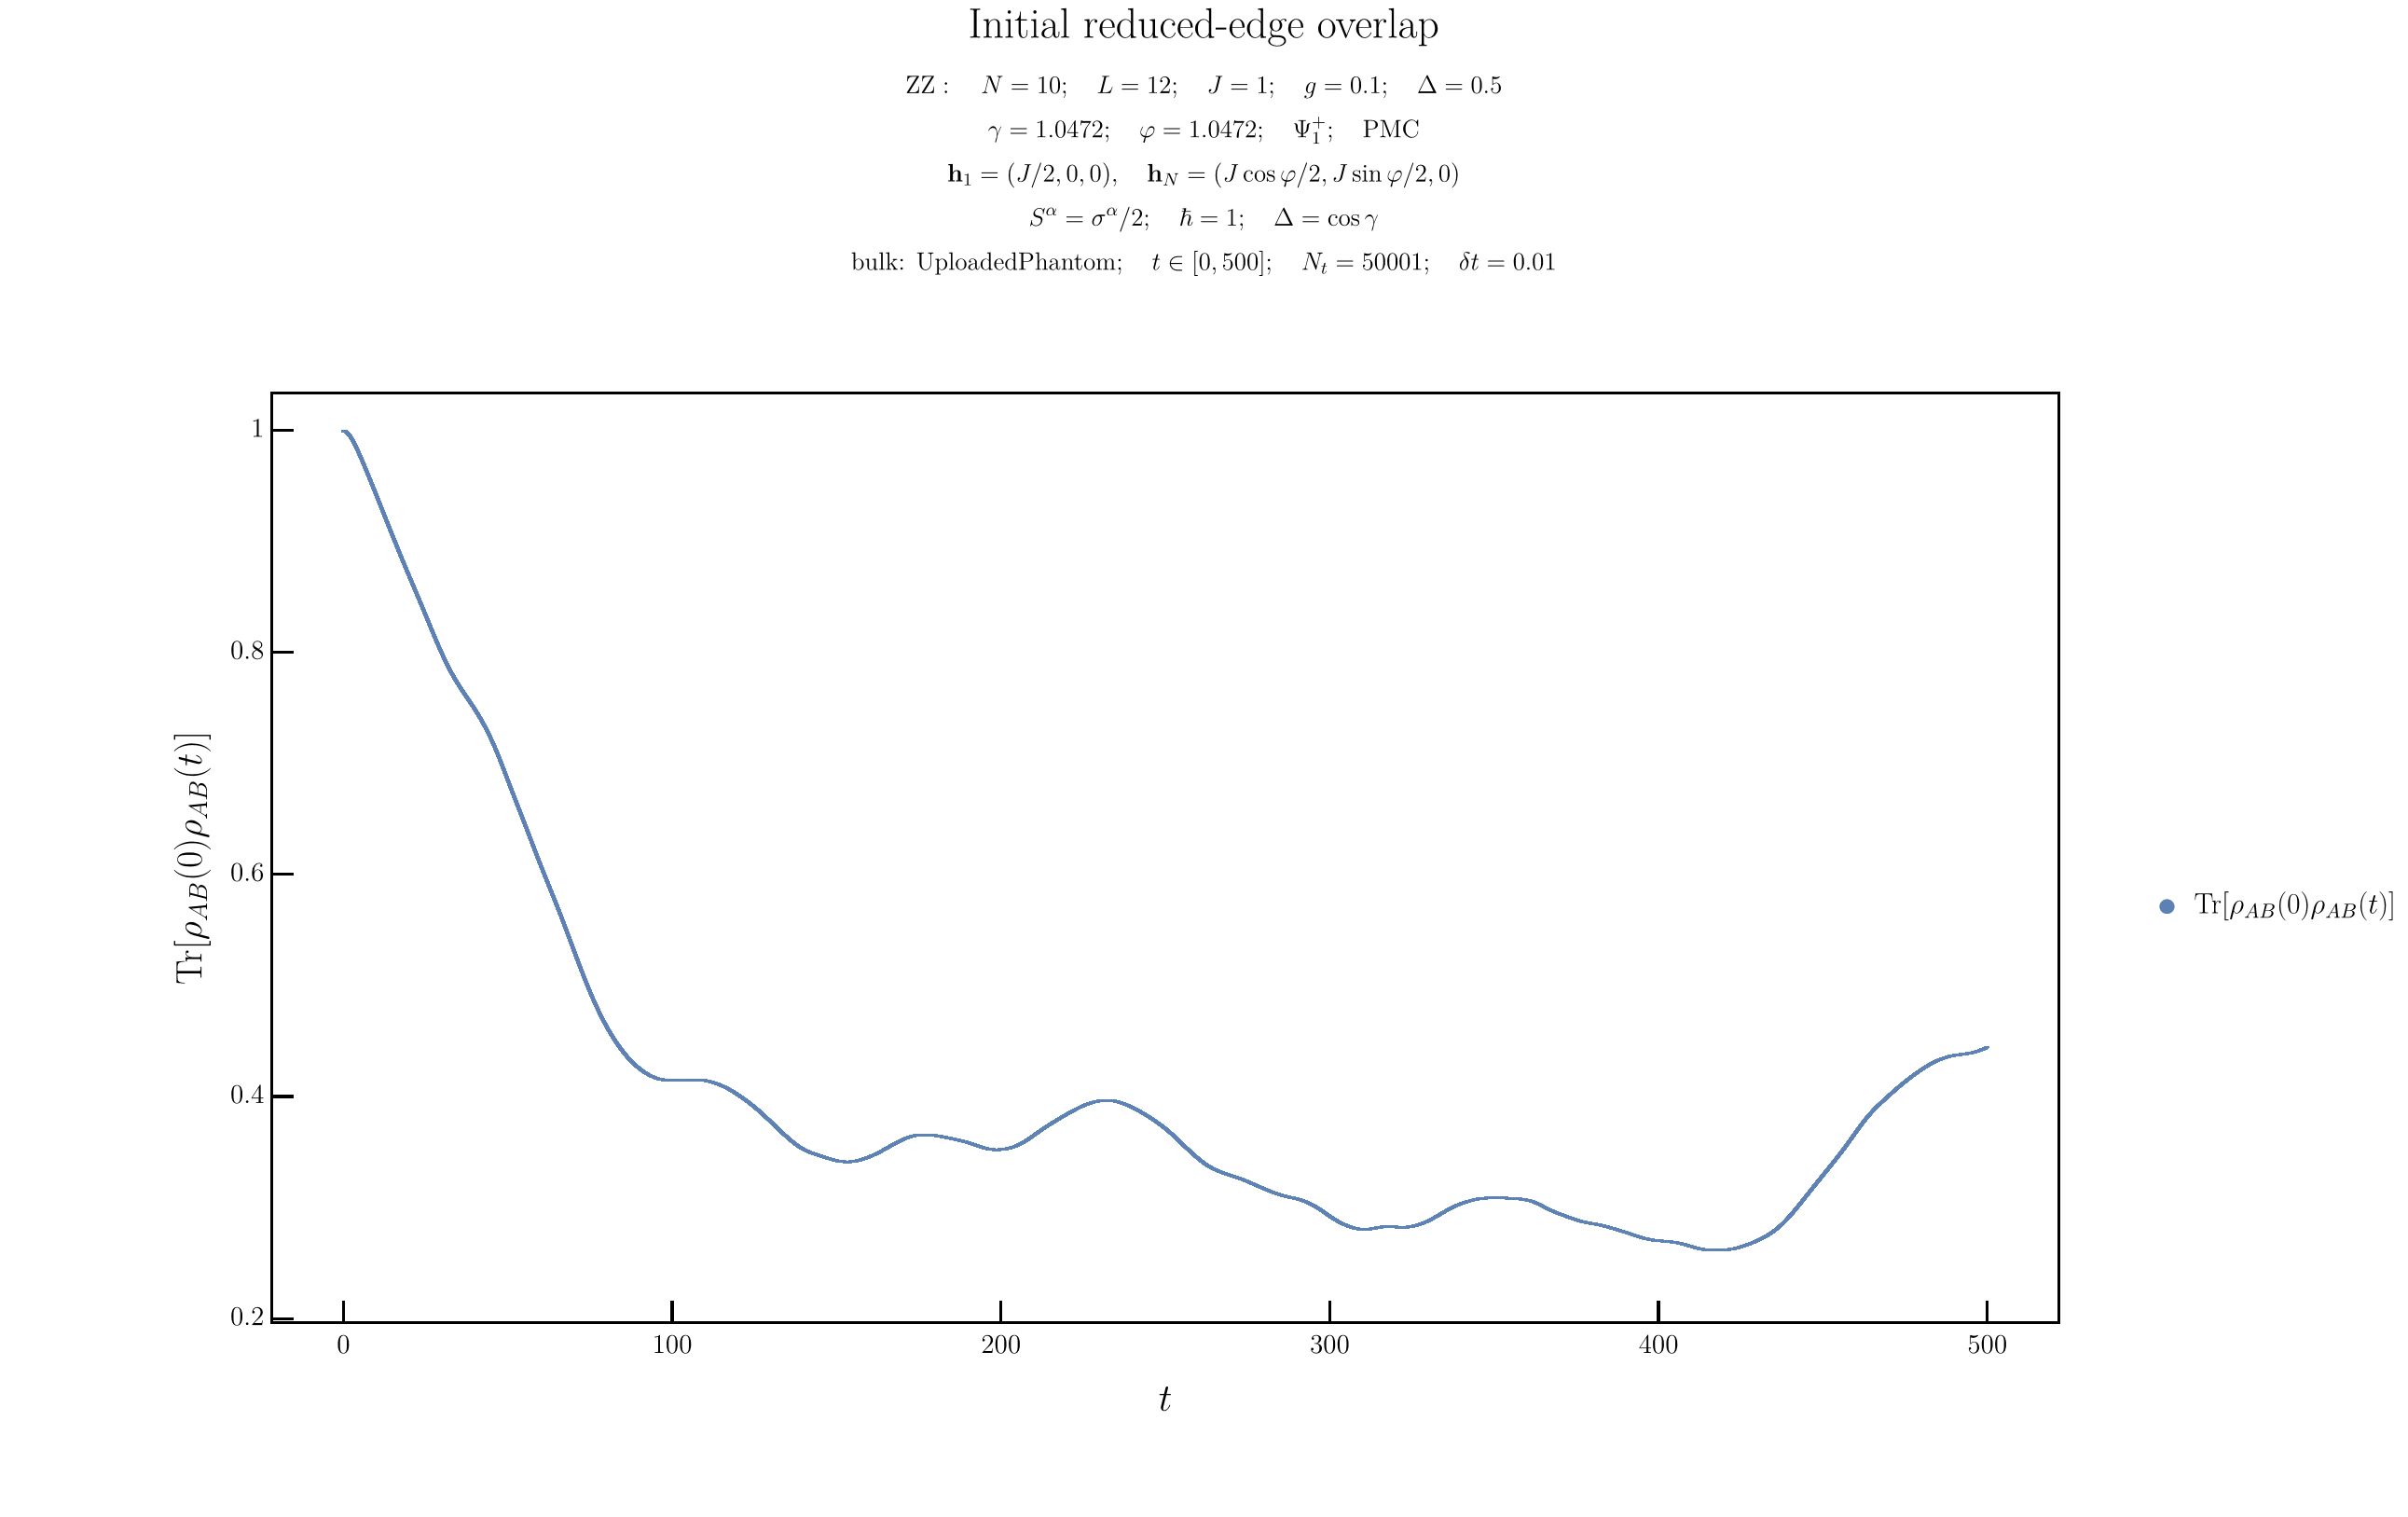 Initial reduced-edge overlap
ZZ : N = 10; L = 12; J = 1; g = 0.1; Δ = 0.5
γ = 1.0472; φ = 1.0472; Ψ₁⁺; PMC
𝐡₁ = (J/2, 0, 0), 𝐡_N = (J cos φ/2, J sin φ/2, 0)
S^α = σ^α/2; ℏ = 1; Δ = cos γ
bulk: UploadedPhantom; t ∈ [0, 500]; N_t = 50001; δt = 0.01
1
0.8
0.6
0.4
0.2
Tr[ρ_AB(0)ρ_AB(t)]
0 100 200 300 400 500
t
Tr[ρ_AB(0)ρ_AB(t)]